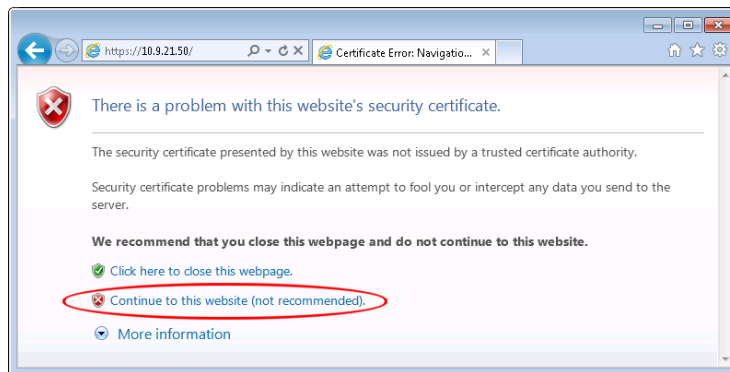 https://10.9.21.50/
Certificate Error: Navigatio...
There is a problem with this website's security certificate.
The security certificate presented by this website was not issued by a trusted certificate authority.
Security certificate problems may indicate an attempt to fool you or intercept any data you send to the
server.
We recommend that you close this webpage and do not continue to this website.
Click here to close this webpage.
Continue to this website (not recommended).
More information